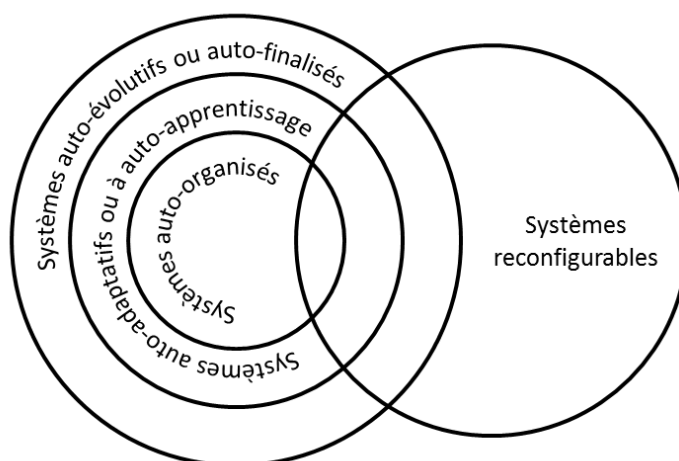 Systèmes auto-évolutifs ou auto-finalisés
Systèmes auto-adaptatifs ou à auto-apprentissage
Systèmes auto-organisés
Systèmes
reconfigurables